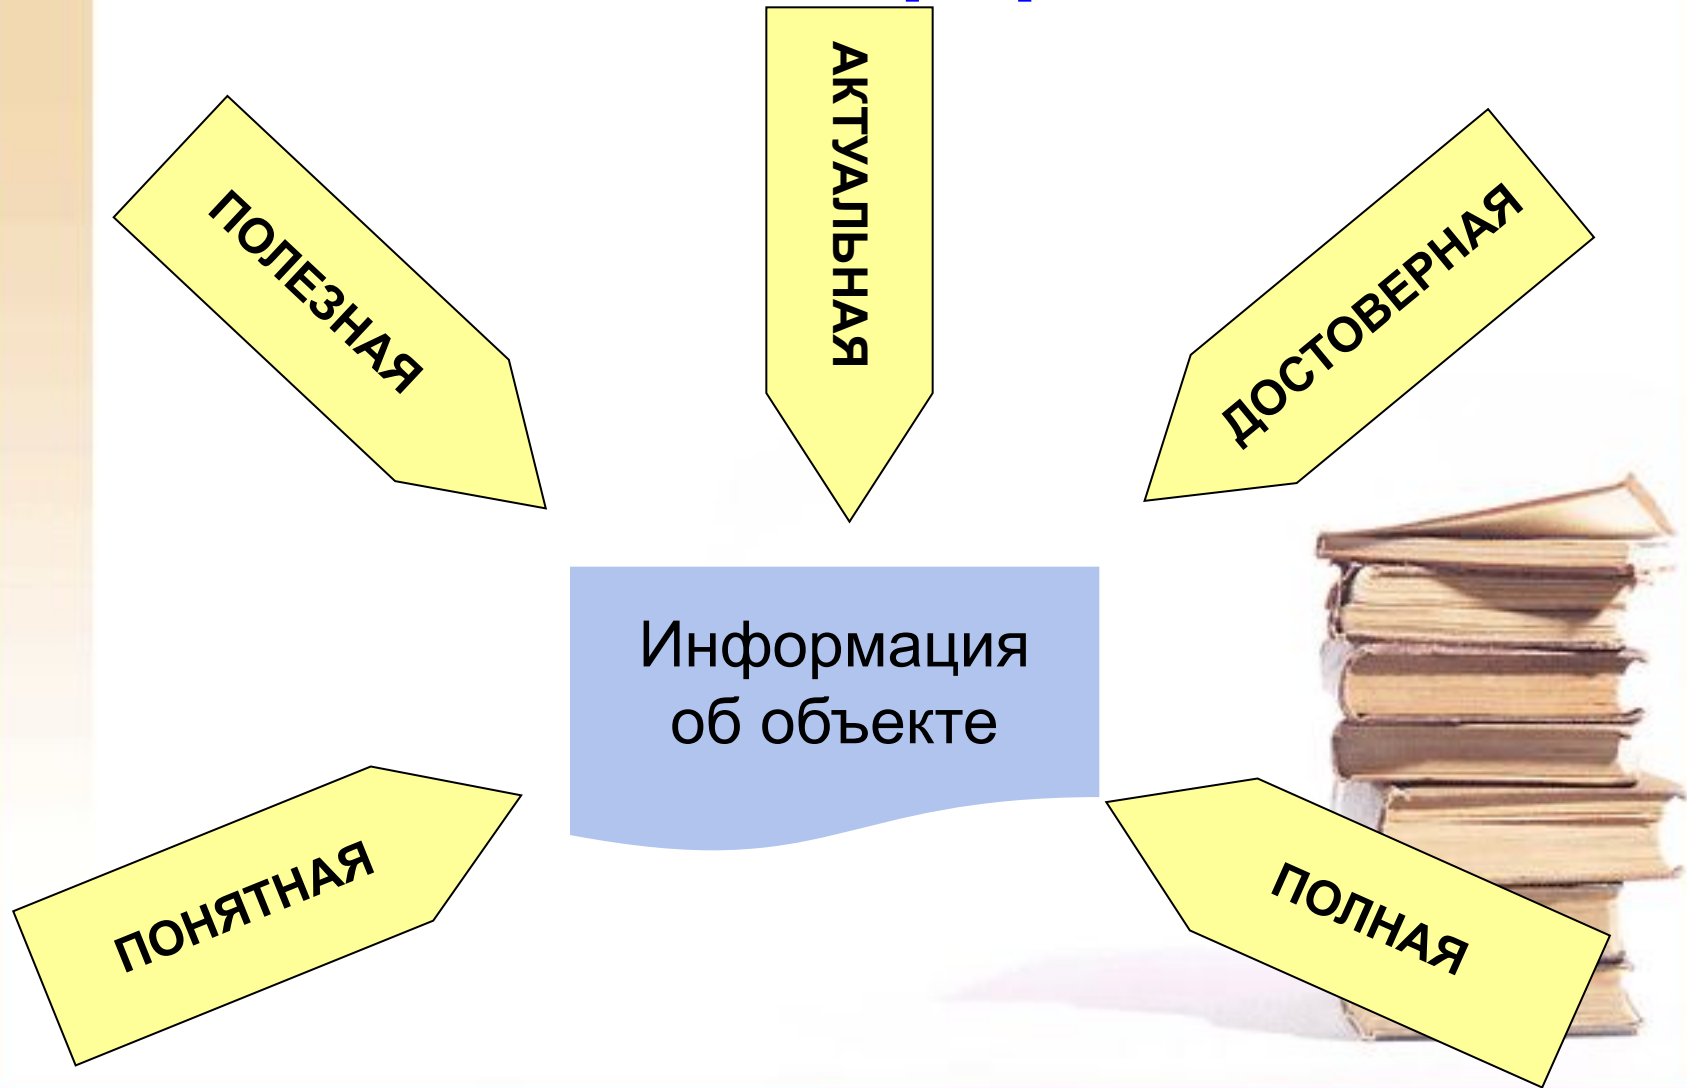 АКТУАЛЬНАЯ
ПОЛЕЗНАЯ
ДОСТОВЕРНАЯ
Информация
об объекте
ПОНЯТНАЯ
ПОЛНАЯ